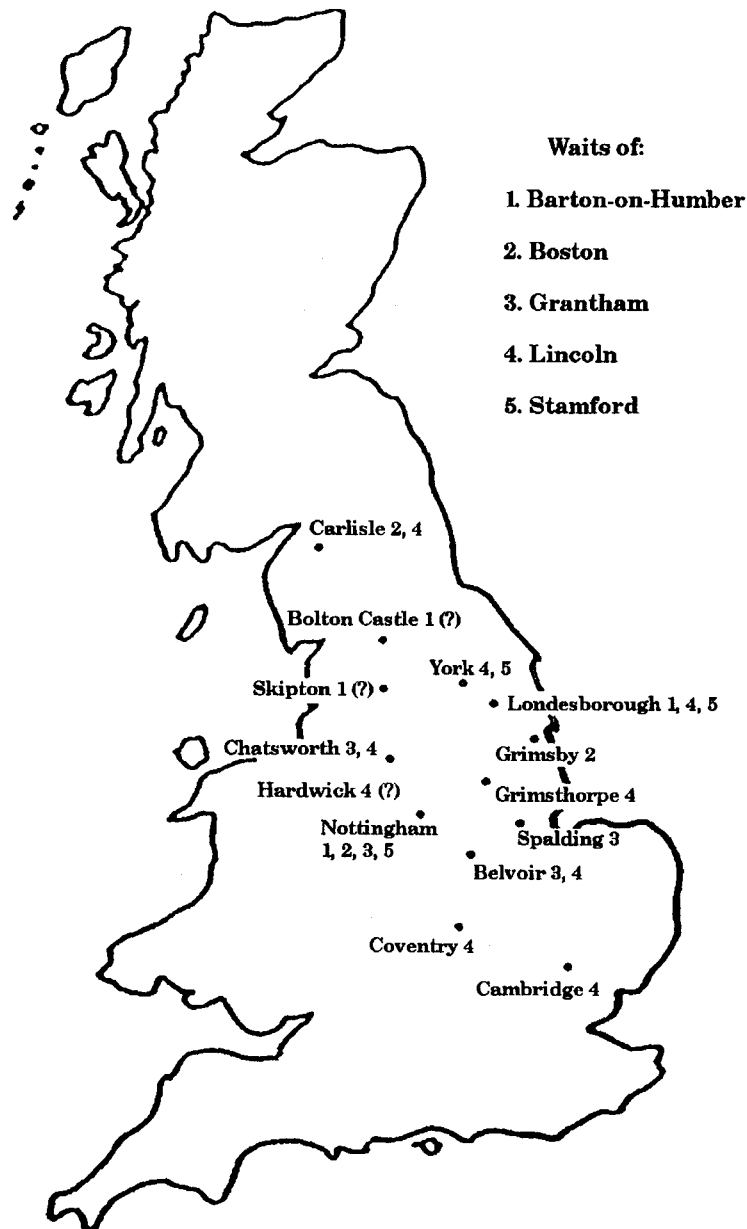 Waits of:
1. Barton-on-Humber
2. Boston
3. Grantham
4. Lincoln
5. Stamford
Carlisle 2, 4
Bolton Castle 1 (?)
York 4, 5
Skipton 1 (?)
Londesborough 1, 4, 5
Chatsworth 3, 4
Grimsby 2
Hardwick 4 (?)
Grimsthorpe 4
Nottingham
1, 2, 3, 5
Spalding 3
Belvoir 3, 4
Coventry 4
Cambridge 4